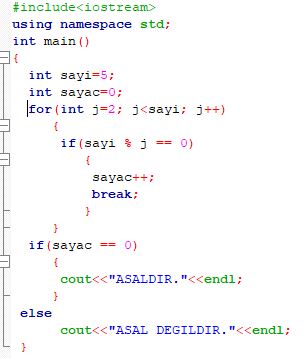 #include<iostream>
using namespace std;
int main()
{
int sayi=5;
int sayac=0;
for(int j=2; j<sayi; j++)
{
if(sayi % j == 0)
{
sayac++;
break;
}
}
if(sayac == 0)
{
cout<<"ASALDIR."<<endl;
}
else
cout<<"ASAL DEGILDIR."<<endl;
}